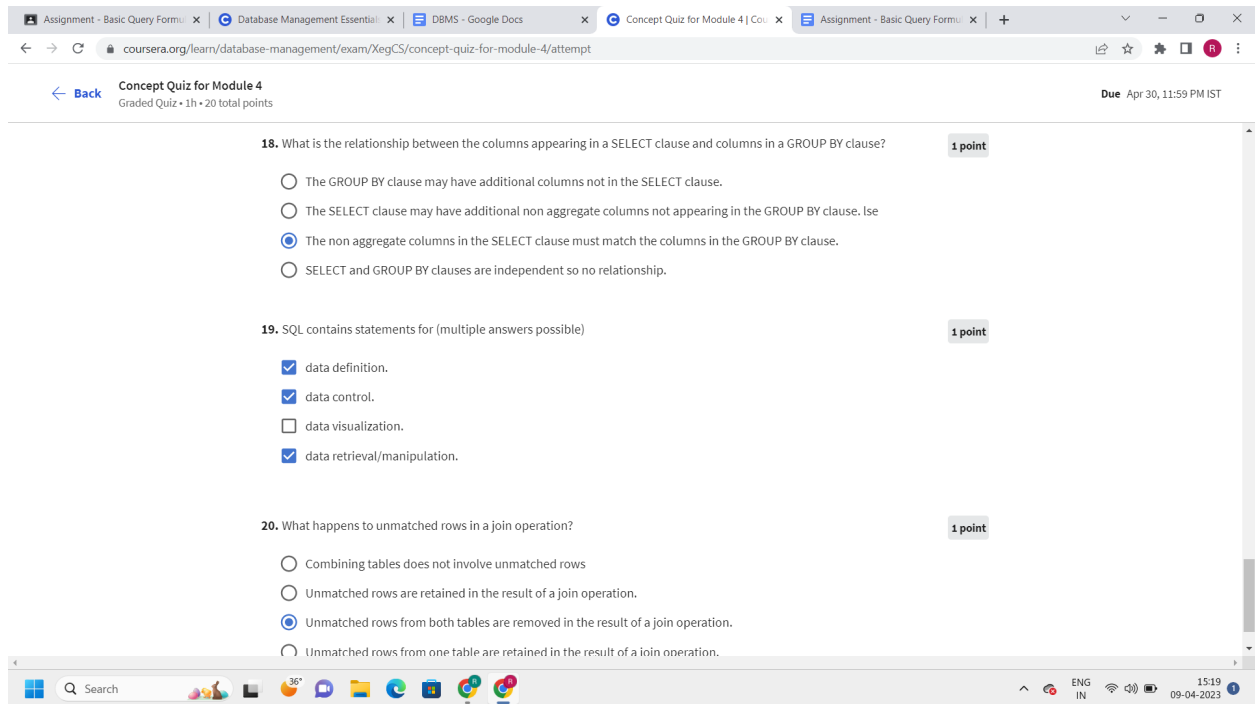 Assignment - Basic Query Formu
Database Management Essential
DBMS - Google Docs
Concept Quiz for Module 4 | Cou
Assignment - Basic Query Formu
coursera.org/learn/database-management/exam/XegCS/concept-quiz-for-module-4/attempt
R
Back
Concept Quiz for Module 4
Graded Quiz • 1h • 20 total points
Due Apr 30, 11:59 PM IST
18. What is the relationship between the columns appearing in a SELECT clause and columns in a GROUP BY clause?
1 point
The GROUP BY clause may have additional columns not in the SELECT clause.
The SELECT clause may have additional non aggregate columns not appearing in the GROUP BY clause. lse
The non aggregate columns in the SELECT clause must match the columns in the GROUP BY clause.
SELECT and GROUP BY clauses are independent so no relationship.
19. SQL contains statements for (multiple answers possible)
1 point
data definition.
data control.
data visualization.
data retrieval/manipulation.
20. What happens to unmatched rows in a join operation?
1 point
Combining tables does not involve unmatched rows
Unmatched rows are retained in the result of a join operation.
Unmatched rows from both tables are removed in the result of a join operation.
Unmatched rows from one table are retained in the result of a join operation.
Search
36°
R
R
ENG
IN
15:19
09-04-2023
1